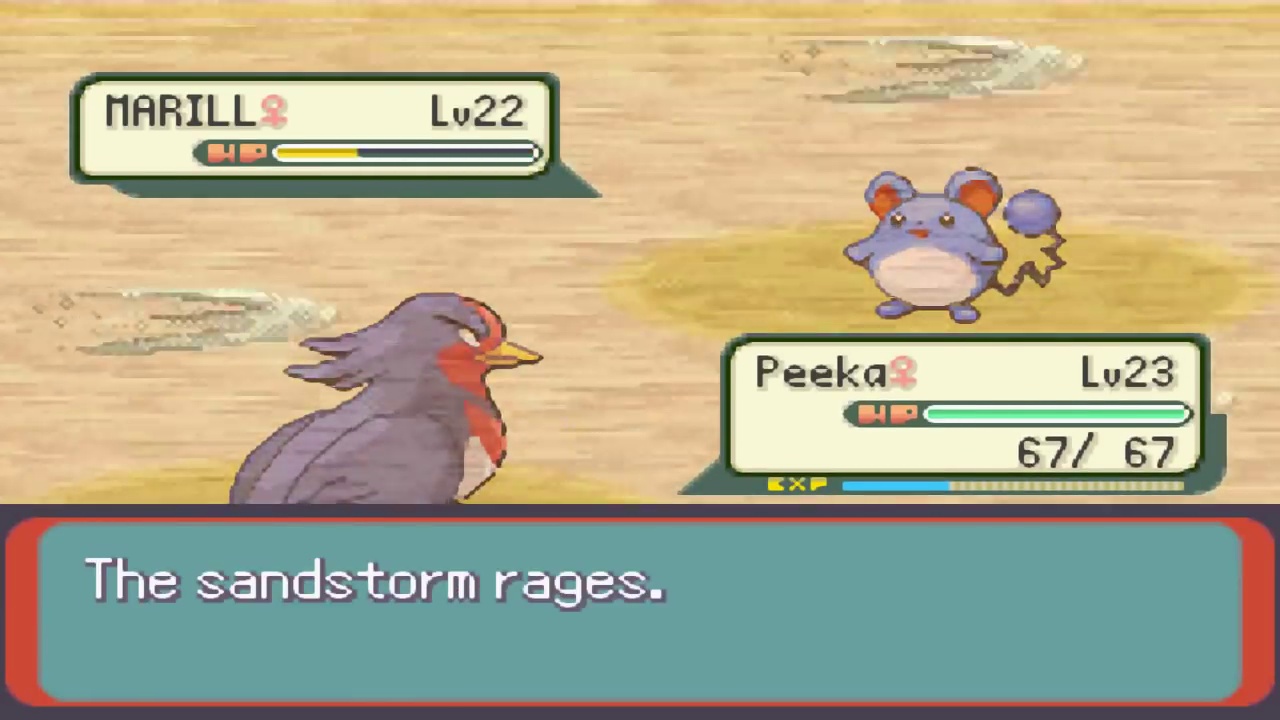 MARILL♀ Lv22
HP
Peeka♀ Lv23
HP
67/ 67
EXP
The sandstorm rages.